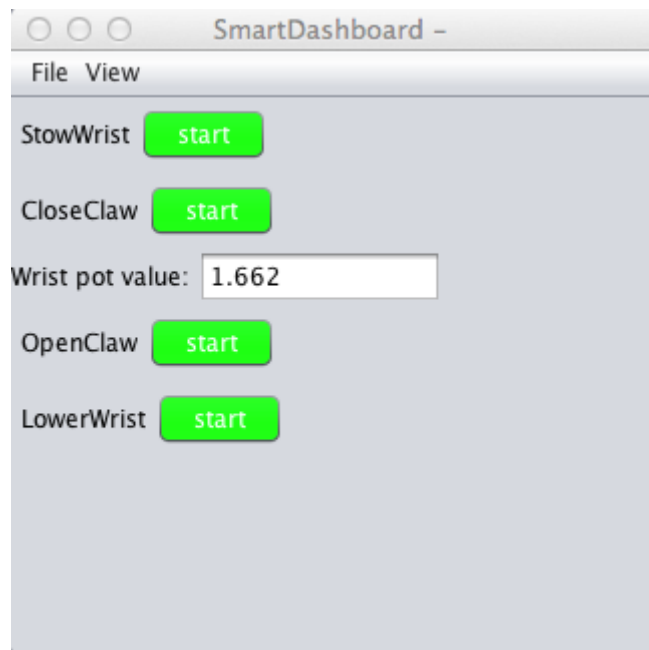 SmartDashboard –
File View
StowWrist start
CloseClaw start
Wrist pot value: 1.662
OpenClaw start
LowerWrist start